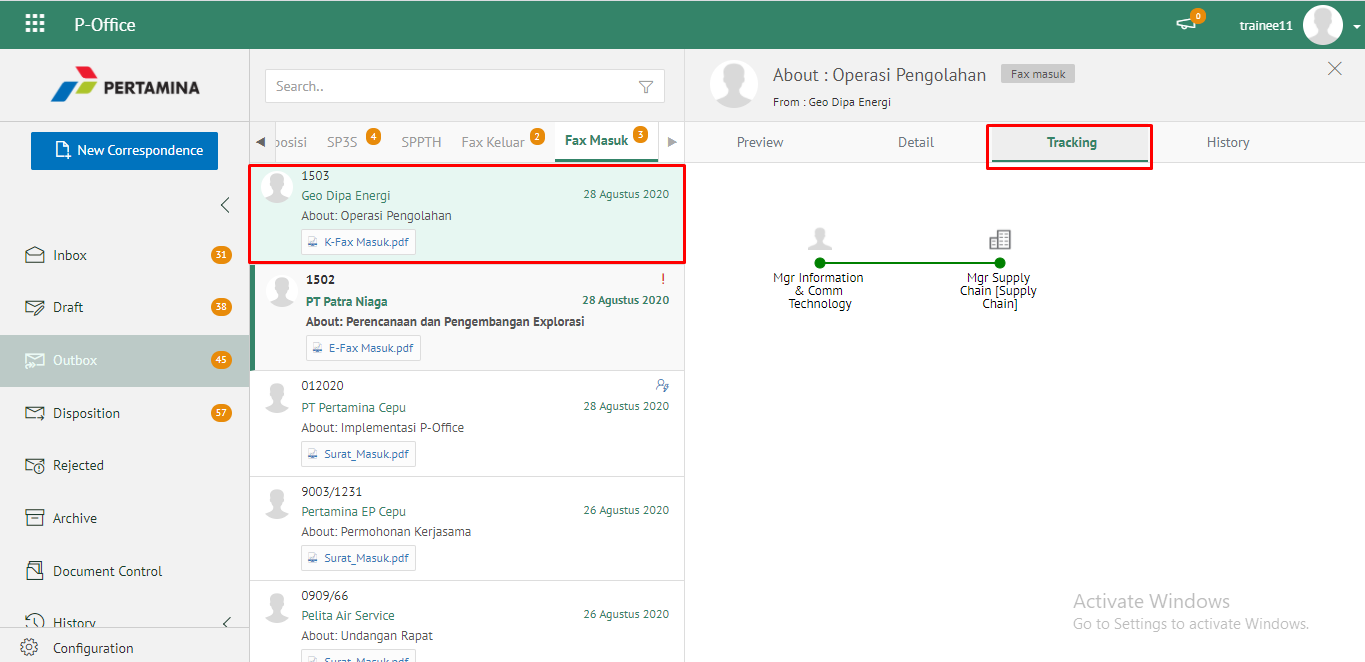 P-Office
0
trainee11
PERTAMINA
New Correspondence
Inbox
31
Draft
38
Outbox
45
Disposition
57
Rejected
Archive
Document Control
History
Configuration
Search..
posisi
SP3S
4
SPPTH
Fax Keluar
2
Fax Masuk
3
1503
Geo Dipa Energi
28 Agustus 2020
About: Operasi Pengolahan
K-Fax Masuk.pdf
1502
!
PT Patra Niaga
28 Agustus 2020
About: Perencanaan dan Pengembangan Explorasi
E-Fax Masuk.pdf
012020
PT Pertamina Cepu
28 Agustus 2020
About: Implementasi P-Office
Surat_Masuk.pdf
9003/1231
Pertamina EP Cepu
26 Agustus 2020
About: Permohonan Kerjasama
Surat_Masuk.pdf
0909/66
Pelita Air Service
26 Agustus 2020
About: Undangan Rapat
Surat_Masuk.pdf
About : Operasi Pengolahan
Fax masuk
From : Geo Dipa Energi
Preview
Detail
Tracking
History
Mgr Information
& Comm
Technology
Mgr Supply
Chain [Supply
Chain]
Activate Windows
Go to Settings to activate Windows.